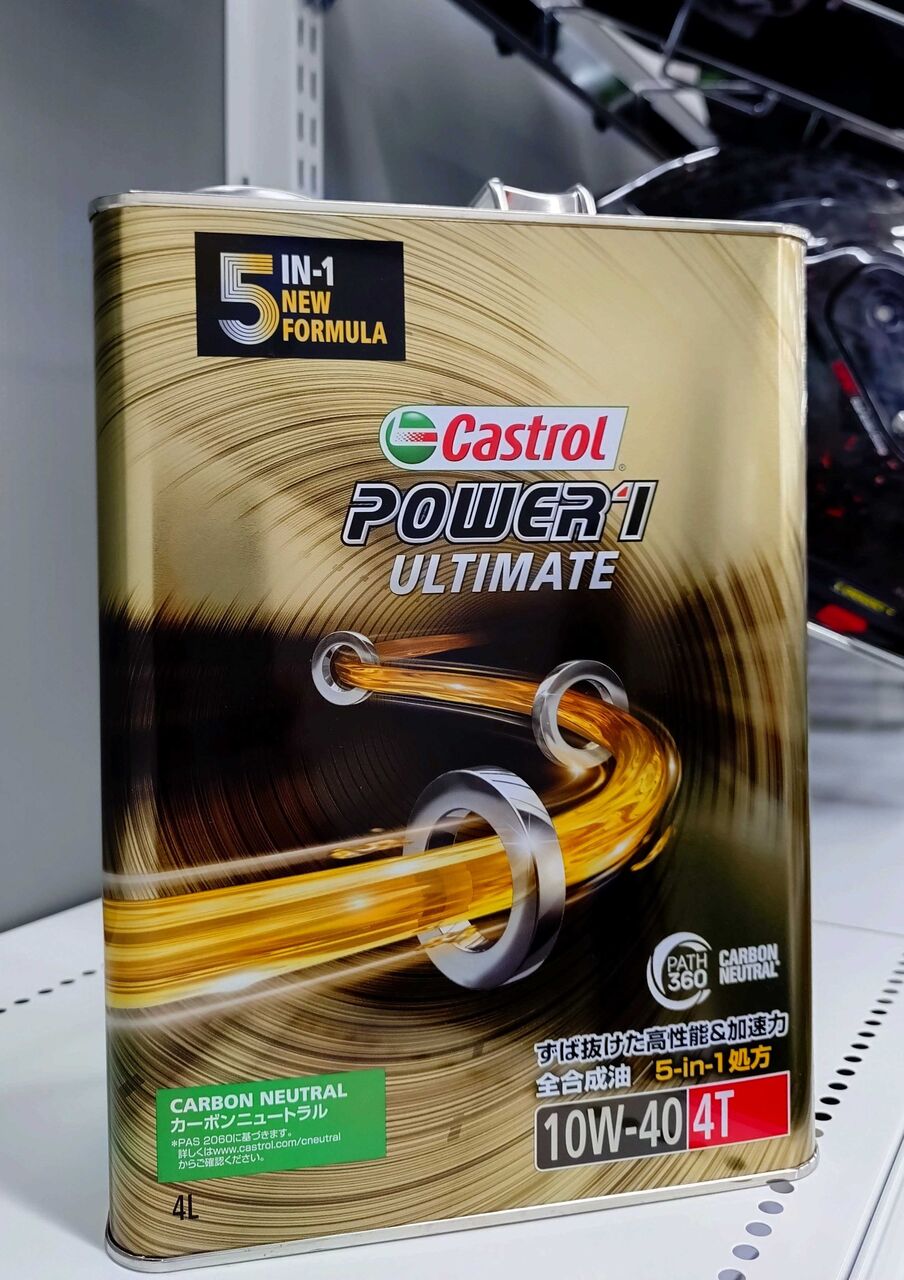 5 IN-1
NEW
FORMULA
Castrol®
POWER1
ULTIMATE
PATH
360
CARBON
NEUTRAL
ずば抜けた高性能&加速力
全合成油 5-in-1処方
10W-40 4T
CARBON NEUTRAL
カーボンニュートラル
*PAS 2060に基づきます。
詳しくはwww.castrol.com/cneutral
からご確認ください。
4L